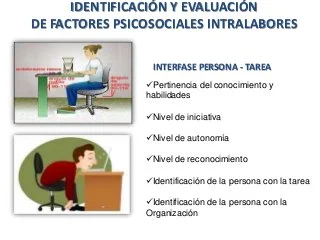 IDENTIFICACIÓN Y EVALUACIÓN
DE FACTORES PSICOSOCIALES INTRALABORES
INTERFASE PERSONA - TAREA
✓Pertinencia del conocimiento y
habilidades
✓Nivel de iniciativa
✓Nivel de autonomía
✓Nivel de reconocimiento
✓Identificación de la persona con la tarea
✓Identificación de la persona con la
Organización